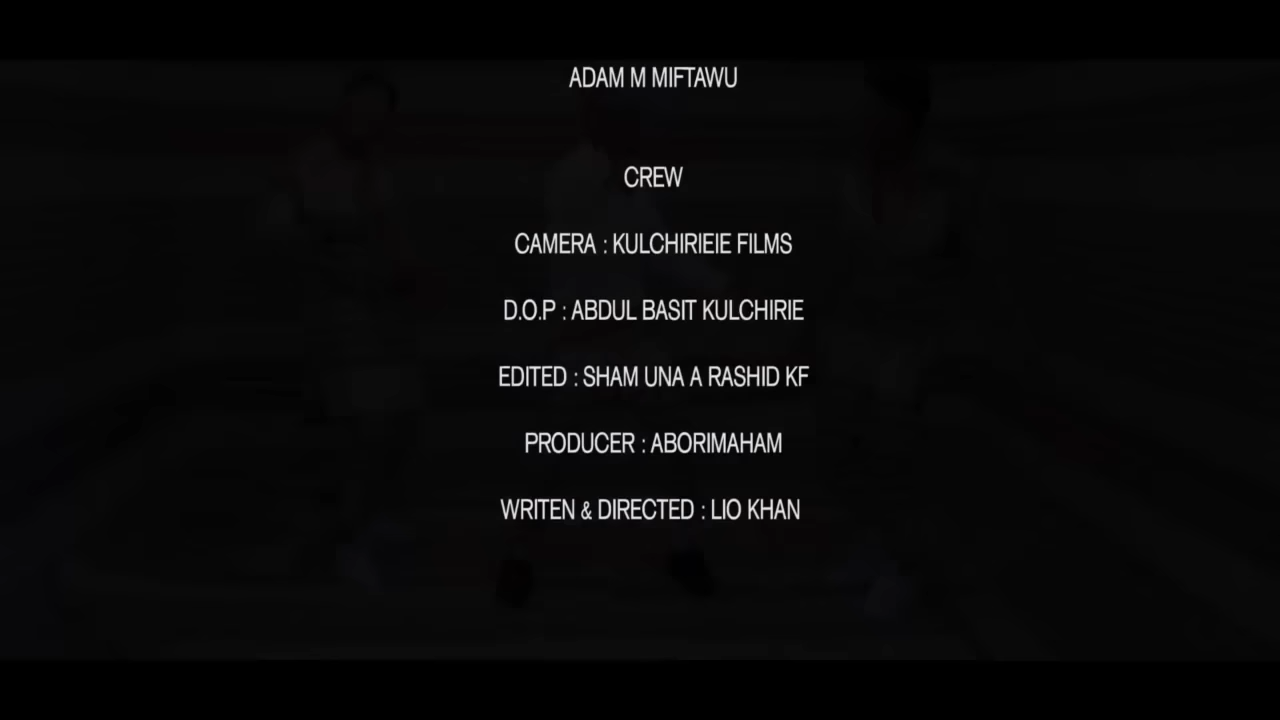 ADAM M MIFTAWU
CREW
CAMERA : KULCHIRIEIE FILMS
D.O.P : ABDUL BASIT KULCHIRIE
EDITED : SHAM UNA A RASHID KF
PRODUCER : ABORIMAHAM
WRITEN & DIRECTED : LIO KHAN